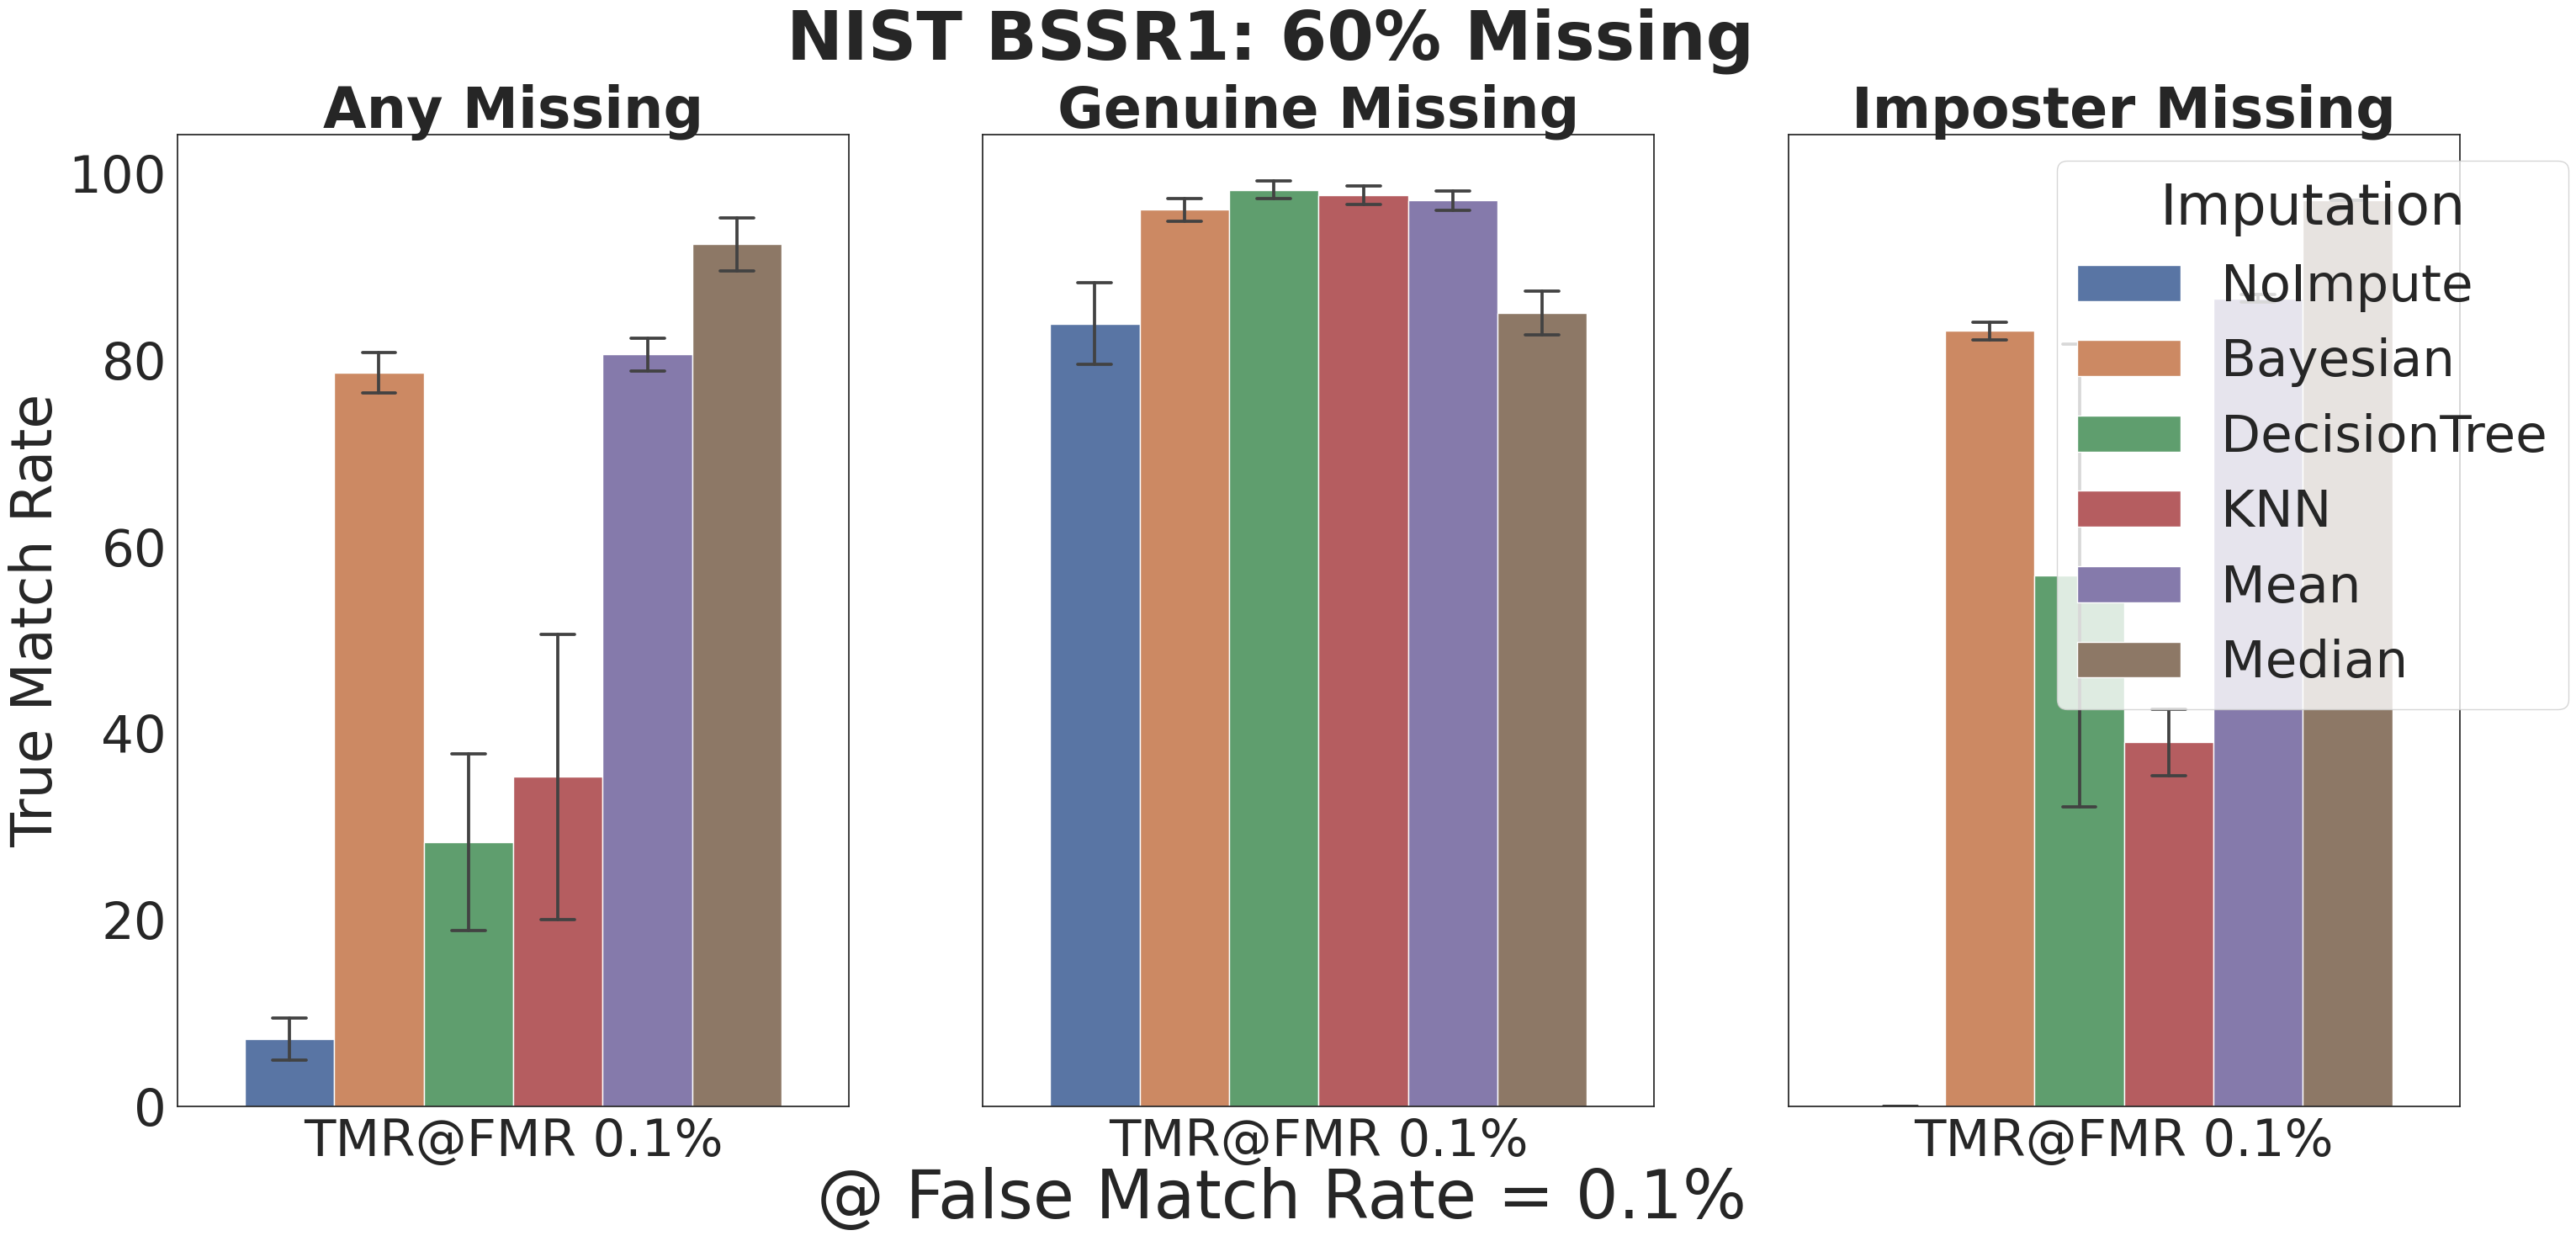 NIST BSSR1: 60% Missing
Any Missing
Genuine Missing
Imposter Missing
True Match Rate
100
80
60
40
20
0
Imputation
NoImpute
Bayesian
DecisionTree
KNN
Mean
Median
TMR@FMR 0.1%
TMR@FMR 0.1%
TMR@FMR 0.1%
@ False Match Rate = 0.1%